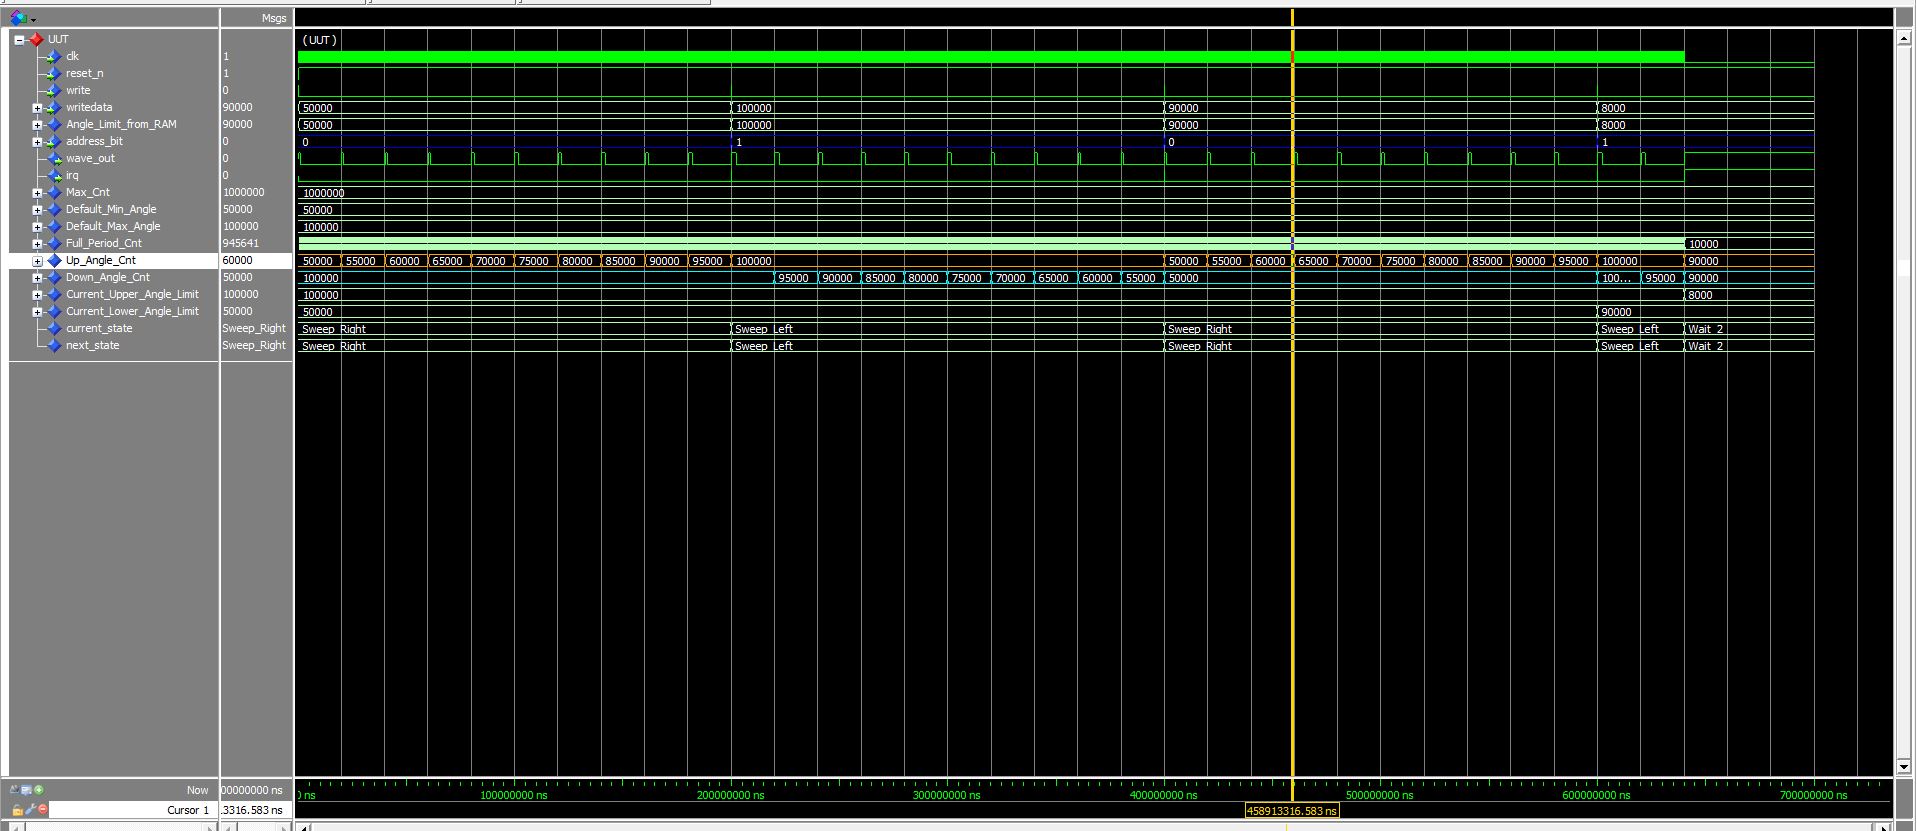 Msgs
UUT (UUT)
clk 1
reset_n 1
write 0
writedata 90000 50000 100000 90000 8000
Angle_Limit_from_RAM 90000 50000 100000 90000 8000
address_bit 0 0 1 0 1
wave_out 0
irq 0
Max_Cnt 1000000 1000000
Default_Min_Angle 50000 50000
Default_Max_Angle 100000 100000
Full_Period_Cnt 945641 10000
Up_Angle_Cnt 60000 50000 55000 60000 65000 70000 75000 80000 85000 90000 95000 100000 50000 55000 60000 65000 70000 75000 80000 85000 90000 95000 100000 90000
Down_Angle_Cnt 50000 100000 95000 90000 85000 80000 75000 70000 65000 60000 55000 50000 100... 95000 90000
Current_Upper_Angle_Limit 100000 100000 8000
Current_Lower_Angle_Limit 50000 50000 90000
current_state Sweep_Right Sweep_Right Sweep_Left Sweep_Right Sweep_Left Wait_2
next_state Sweep_Right Sweep_Right Sweep_Left Sweep_Right Sweep_Left Wait_2
Now 00000000 ns ns 100000000 ns 200000000 ns 300000000 ns 400000000 ns 500000000 ns 600000000 ns 700000000 ns
Cursor 1 .3316.583 ns 458913316.583 ns